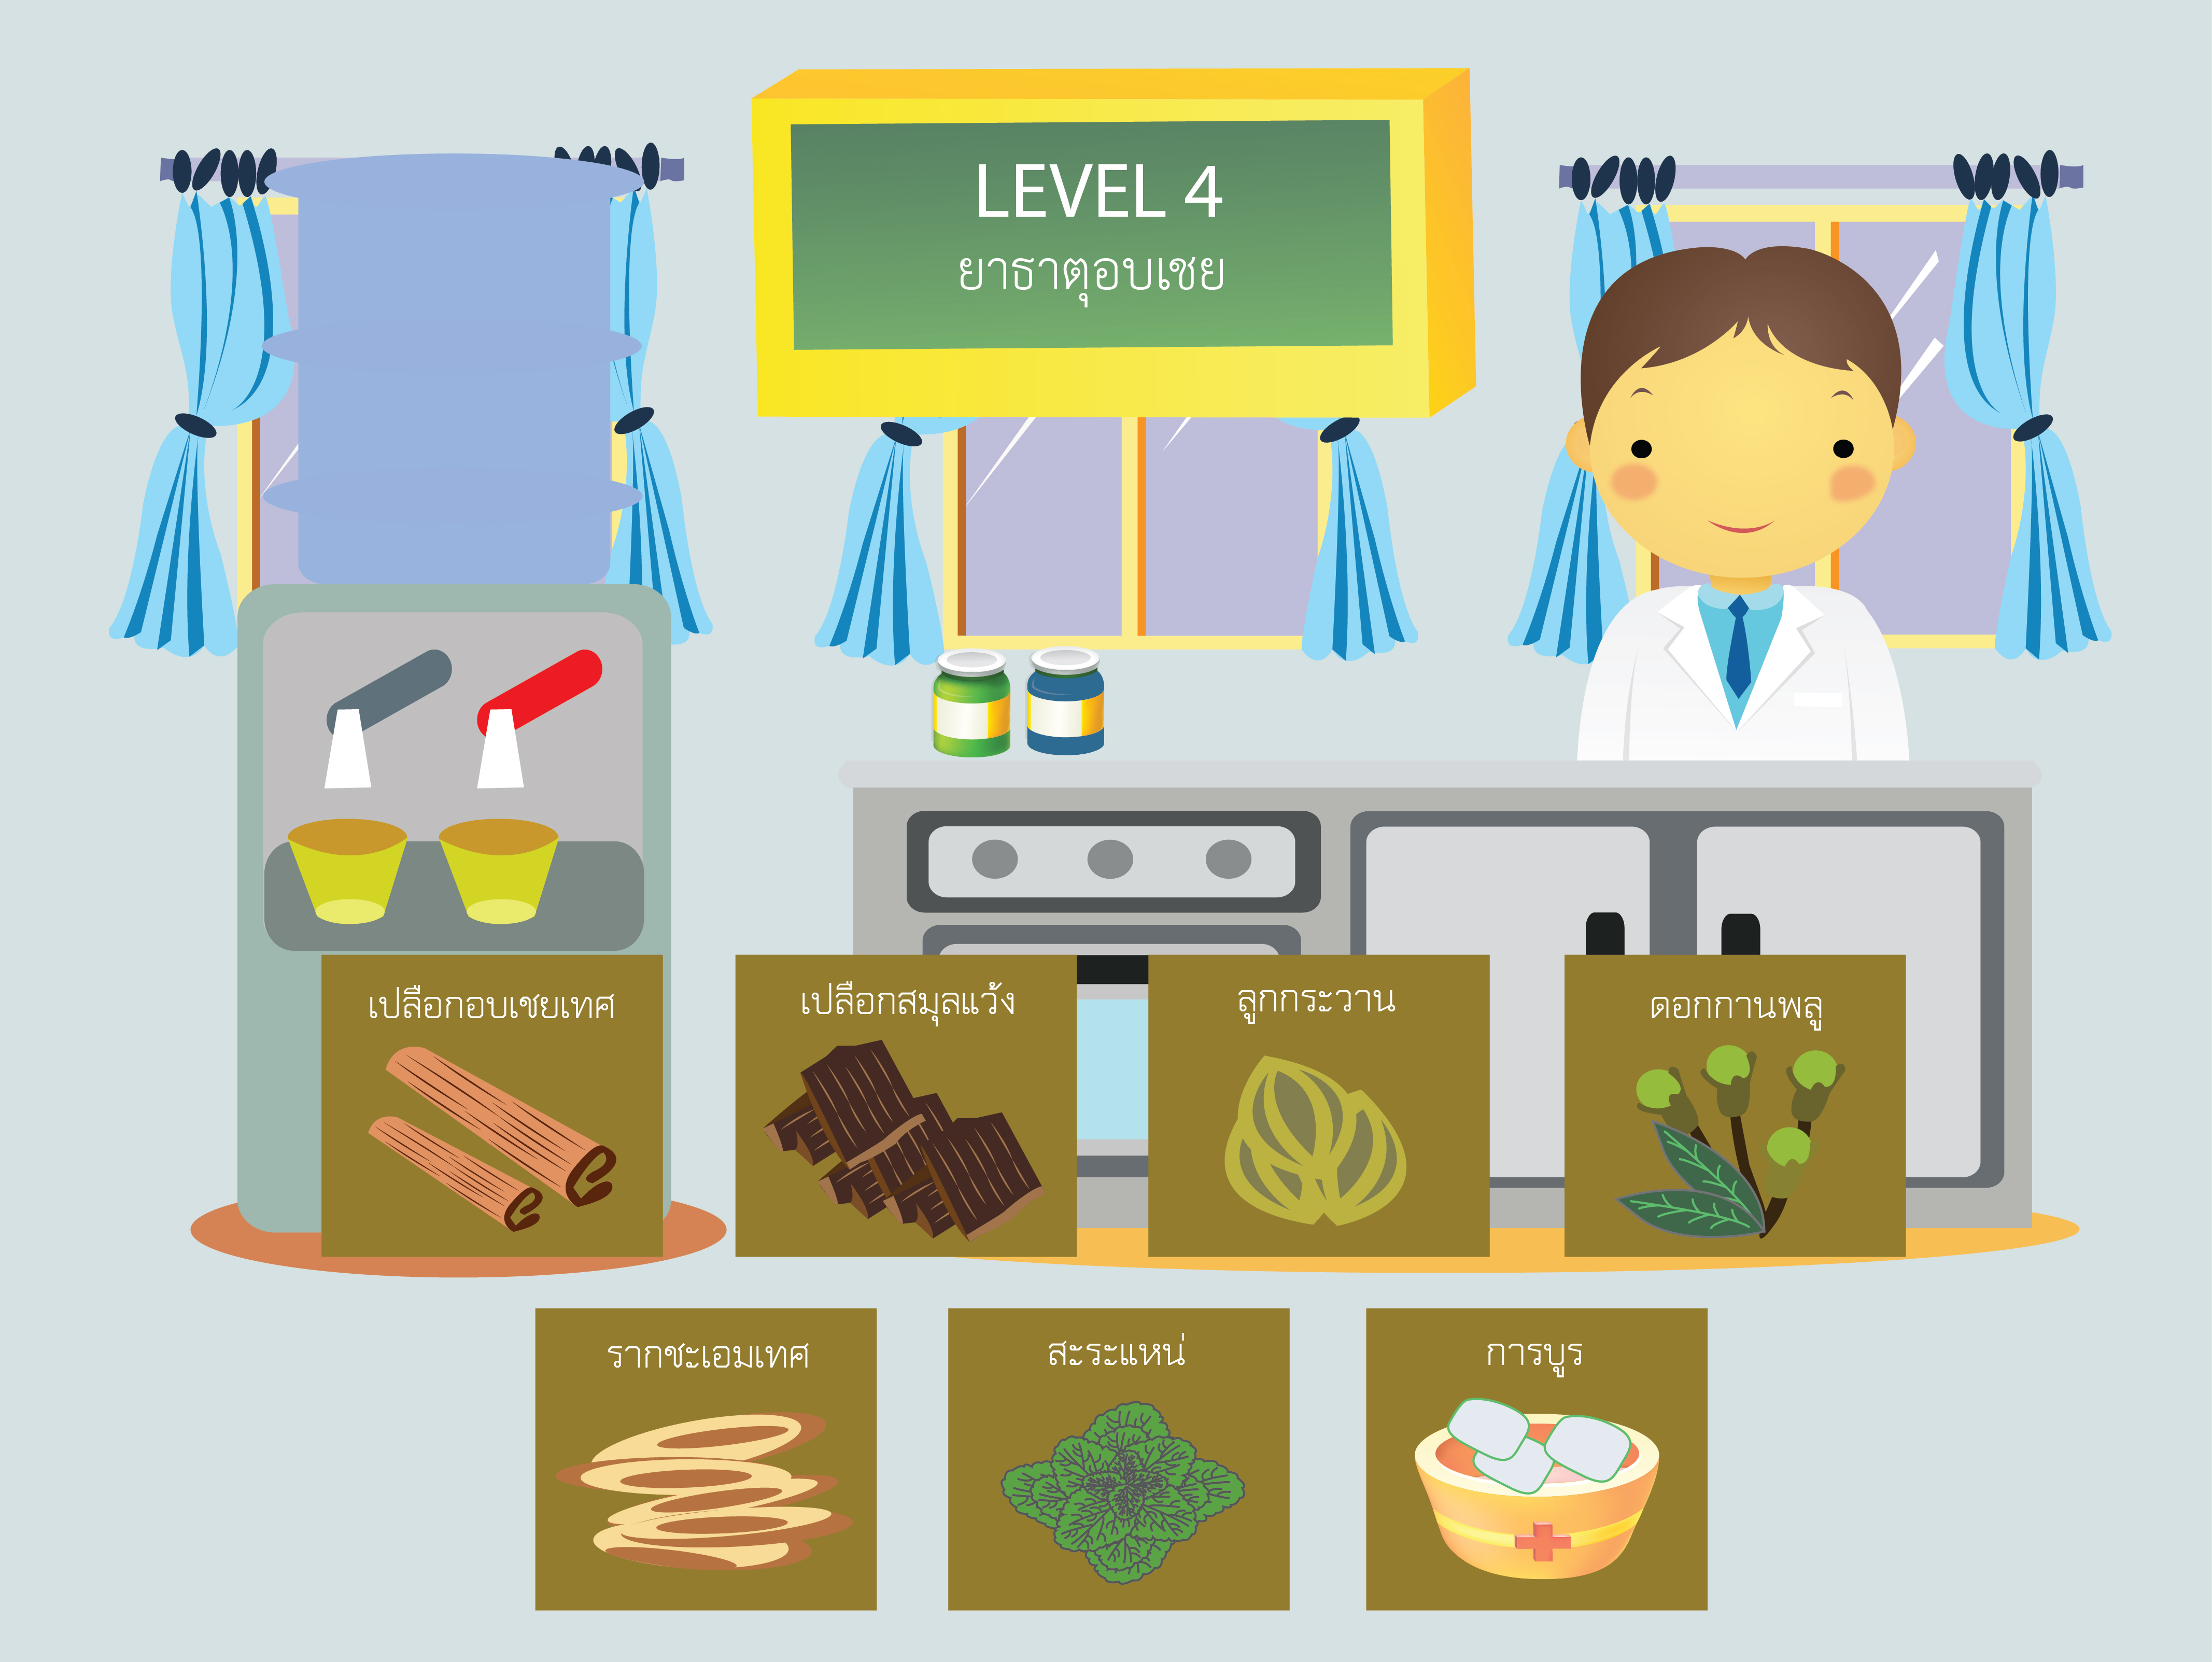 LEVEL 4
ยาธาตุอบเชย
เปลือกอบเชยเทศ
เปลือกสมุลแว้ง
ลูกกระวาน
ดอกกานพลู
รากชะเอมเทศ
สะระแหน่
การบูร